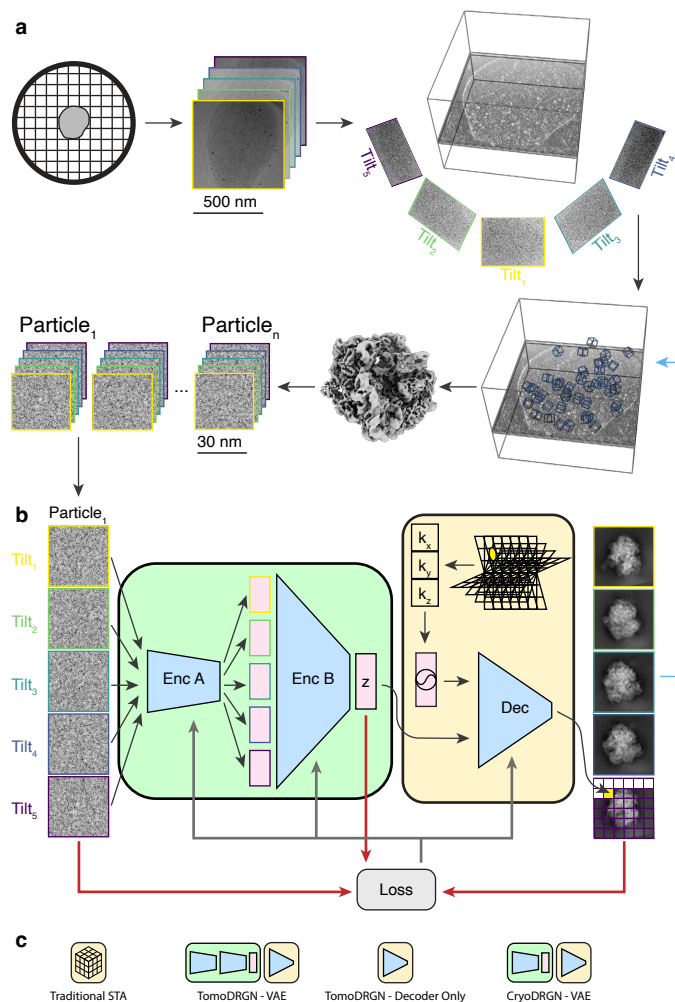 a
500 nm
Tilt5
Tilt2
Tilt1
Tilt3
Tilt4
Particle1
Particlen
...
30 nm
b
Particle1
Tilt1
Tilt2
Tilt3
Tilt4
Tilt5
Enc A
Enc B
z
kx
ky
kz
Dec
Loss
c
Traditional STA
TomoDRGN - VAE
TomoDRGN - Decoder Only
CryoDRGN - VAE